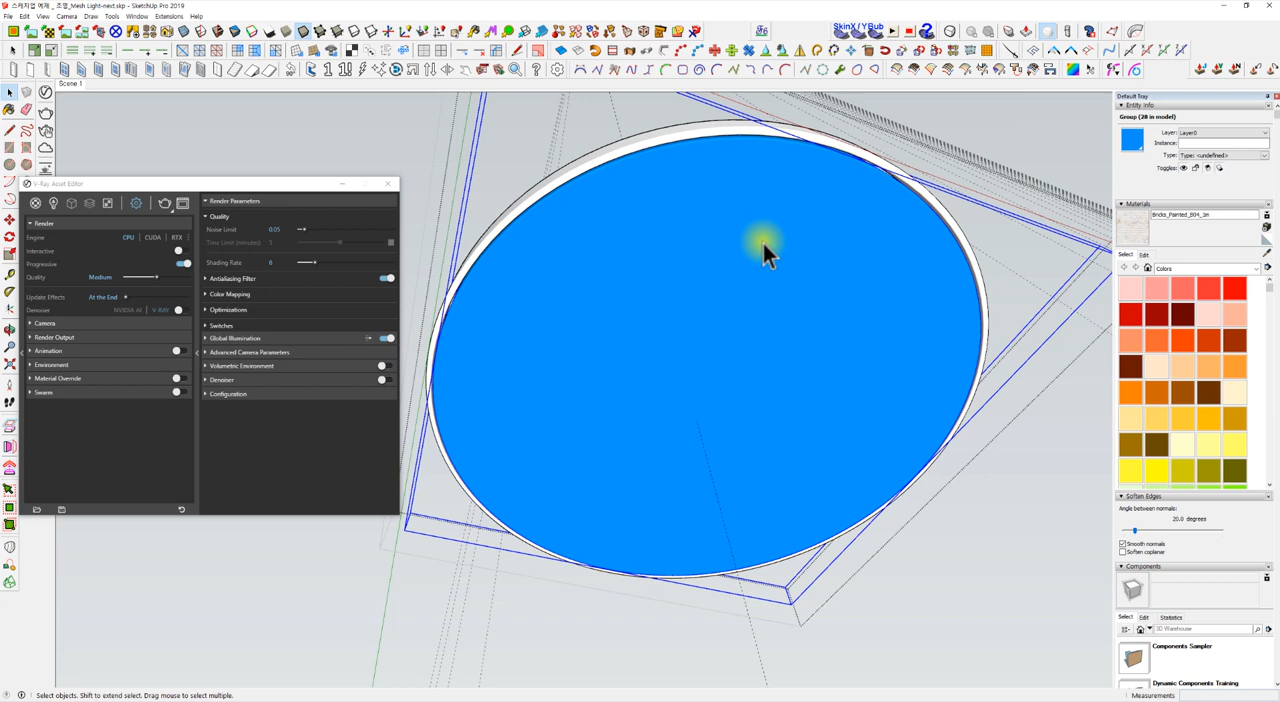 스케치업 예제 _ 조명_Mesh Light-next.skp - SketchUp Pro 2019
File Edit View Camera Draw Tools Window Extensions Help
SkinX/YBub
Scene 1
V-Ray Asset Editor
Render
Engine CPU CUDA RTX
Interactive
Progressive
Quality Medium
Update Effects At the End
Denoiser NVIDIA AI V-RAY
Camera
Render Output
Animation
Environment
Material Override
Swarm
Render Parameters
Quality
Noise Limit 0.05
Time Limit (minutes) 5
Shading Rate 6
Antialiasing Filter
Color Mapping
Optimizations
Switches
Global Illumination
Advanced Camera Parameters
Volumetric Environment
Denoiser
Configuration
Default Tray
Entity Info
Group (28 in model)
Layer: Layer0
Instance:
Type: Type: <undefined>
Toggles:
Materials
Bricks_Painted_B04_1m
Select Edit
Colors
Soften Edges
Angle between normals:
20.0 degrees
Smooth normals
Soften coplanar
Components
Select Edit Statistics
3D Warehouse
Components Sampler
Dynamic Components Training
Select objects. Shift to extend select. Drag mouse to select multiple.
Measurements